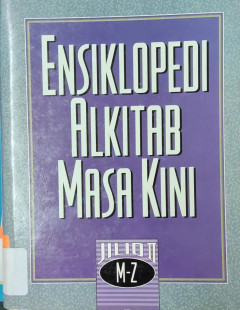 ENSIKLOPEDI
ALKITAB
MASA KINI
JILID II
M-Z